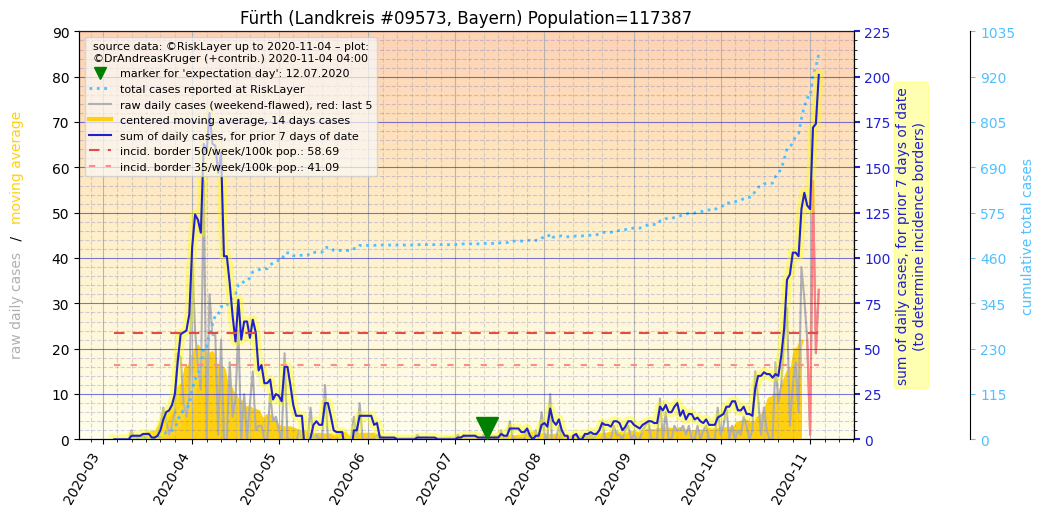 Fürth (Landkreis #09573, Bayern) Population=117387
source data: ©RiskLayer up to 2020-11-04 – plot:
©DrAndreasKruger (+contrib.) 2020-11-04 04:00
marker for 'expectation day': 12.07.2020
total cases reported at RiskLayer
raw daily cases (weekend-flawed), red: last 5
centered moving average, 14 days cases
sum of daily cases, for prior 7 days of date
incid. border 50/week/100k pop.: 58.69
incid. border 35/week/100k pop.: 41.09
raw daily cases / moving average
90
80
70
60
50
40
30
20
10
0
2020-03
2020-04
2020-05
2020-06
2020-07
2020-08
2020-09
2020-10
2020-11
225
200
175
150
125
100
75
50
25
0
sum of daily cases, for prior 7 days of date
(to determine incidence borders)
1035
920
805
690
575
460
345
230
115
0
cumulative total cases